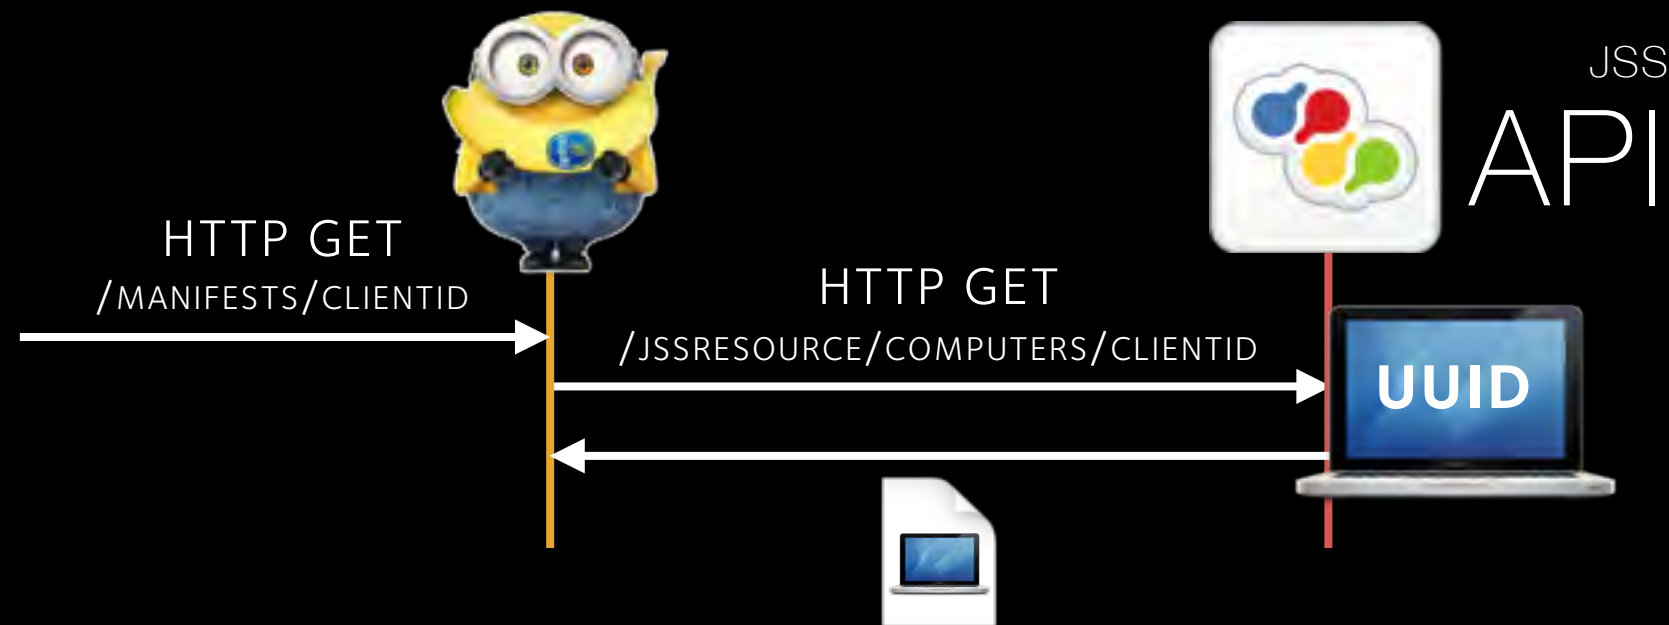 JSS
API
HTTP GET
/MANIFESTS/CLIENTID
HTTP GET
/JSSRESOURCE/COMPUTERS/CLIENTID
UUID